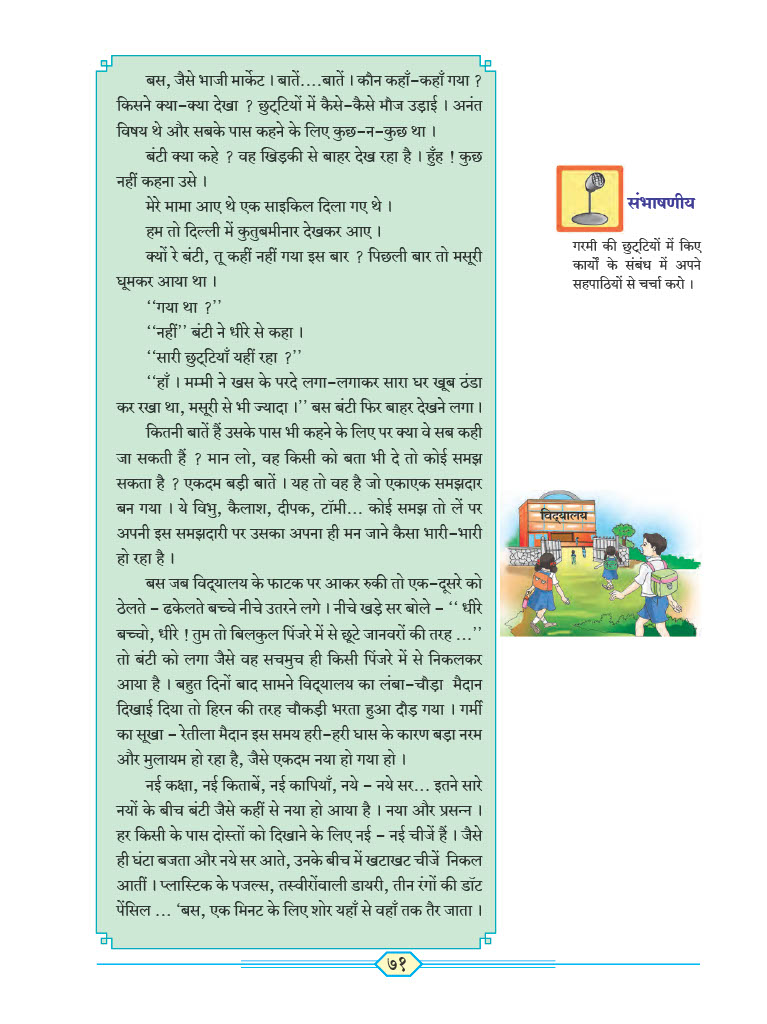 बस, जैसे भाजी मार्केट । बातें....बातें । कौन कहाँ-कहाँ गया ?
किसने क्या-क्या देखा ? छुट्‌टियों में कैसे-कैसे मौज उड़ाई । अनंत
विषय थे और सबके पास कहने के लिए कुछ-न-कुछ था ।
बंटी क्या कहे ? वह खिड़की से बाहर देख रहा है । हुँह ! कुछ
नहीं कहना उसे ।
मेरे मामा आए थे एक साइकिल दिला गए थे ।
हम तो दिल्ली में कुतुबमीनार देखकर आए ।
क्यों रे बंटी, तू कहीं नहीं गया इस बार ? पिछली बार तो मसूरी
घूमकर आया था ।
‘‘गया था ?’’
‘‘नहीं’’ बंटी ने धीरे से कहा ।
‘‘सारी छुट्‌टियाँ यहीं रहा ?’’
‘‘हाँ । मम्मी ने खस के परदे लगा-लगाकर सारा घर खूब ठंडा
कर रखा था, मसूरी से भी ज्यादा ।’’ बस बंटी फिर बाहर देखने लगा ।
कितनी बातें हैं उसके पास भी कहने के लिए पर क्या वे सब कही
जा सकती हैं ? मान लो, वह किसी को बता भी दे तो कोई समझ
सकता है ? एकदम बड़ी बातें । यह तो वह है जो एकाएक समझदार
बन गया । ये विभु, कैलाश, दीपक, टॉमी... कोई समझ तो लें पर
अपनी इस समझदारी पर उसका अपना ही मन जाने कैसा भारी-भारी
हो रहा है ।
बस जब विद्‌यालय के फाटक पर आकर रुकी तो एक-दूसरे को
ठेलते - ढकेलते बच्चे नीचे उतरने लगे । नीचे खड़े सर बोले - ‘‘ धीरे
बच्चो, धीरे ! तुम तो बिलकुल पिंजरे में से छूटे जानवरों की तरह ...’’
तो बंटी को लगा जैसे वह सचमुच ही किसी पिंजरे में से निकलकर
आया है । बहुत दिनों बाद सामने विद्‌यालय का लंबा-चौड़ा मैदान
दिखाई दिया तो हिरन की तरह चौकड़ी भरता हुआ दौड़ गया । गर्मी
का सूखा - रेतीला मैदान इस समय हरी-हरी घास के कारण बड़ा नरम
और मुलायम हो रहा है, जैसे एकदम नया हो गया हो ।
नई कक्षा, नई किताबें, नई कापियाँ, नये - नये सर... इतने सारे
नयों के बीच बंटी जैसे कहीं से नया हो आया है । नया और प्रसन्न ।
हर किसी के पास दोस्तों को दिखाने के लिए नई - नई चीजें हैं । जैसे
ही घंटा बजता और नये सर आते, उनके बीच में खटाखट चीजें निकल
आतीं । प्लास्टिक के पजल्स, तस्वीरोंवाली डायरी, तीन रंगों की डॉट
पेंसिल ... ‘बस, एक मिनट के लिए शोर यहाँ से वहाँ तक तैर जाता ।
संभाषणीय
गरमी की छुट्‌टियों में किए
कार्यों के संबंध में अपने
सहपाठियों से चर्चा करो ।
विद्‌यालय
७१